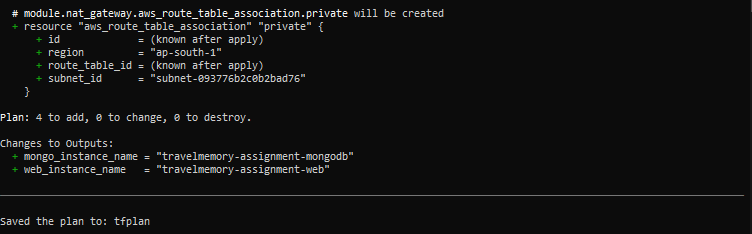 # module.nat_gateway.aws_route_table_association.private will be created
+ resource "aws_route_table_association" "private" {
+ id             = (known after apply)
+ region         = "ap-south-1"
+ route_table_id = (known after apply)
+ subnet_id      = "subnet-093776b2c0b2bad76"
}
Plan: 4 to add, 0 to change, 0 to destroy.
Changes to Outputs:
+ mongo_instance_name = "travelmemory-assignment-mongodb"
+ web_instance_name   = "travelmemory-assignment-web"
Saved the plan to: tfplan